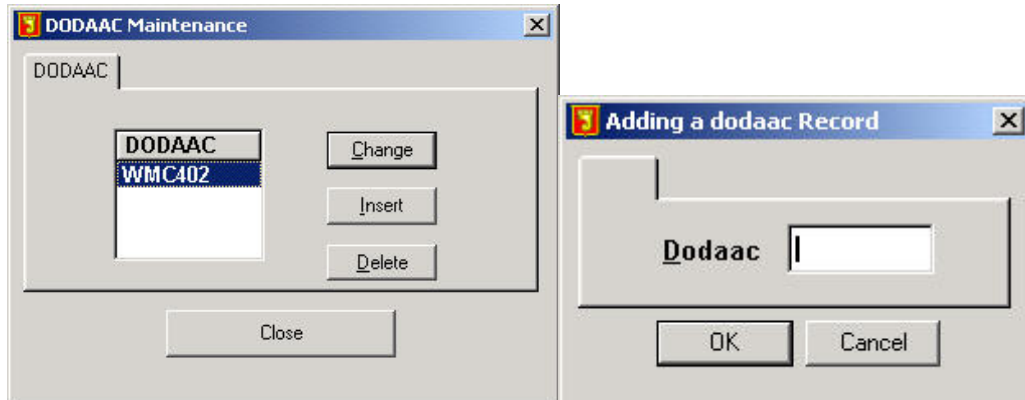 DODAAC Maintenance
DODAAC
DODAAC
WMC402
Change
Insert
Delete
Close
Adding a dodaac Record
Dodaac
OK
Cancel